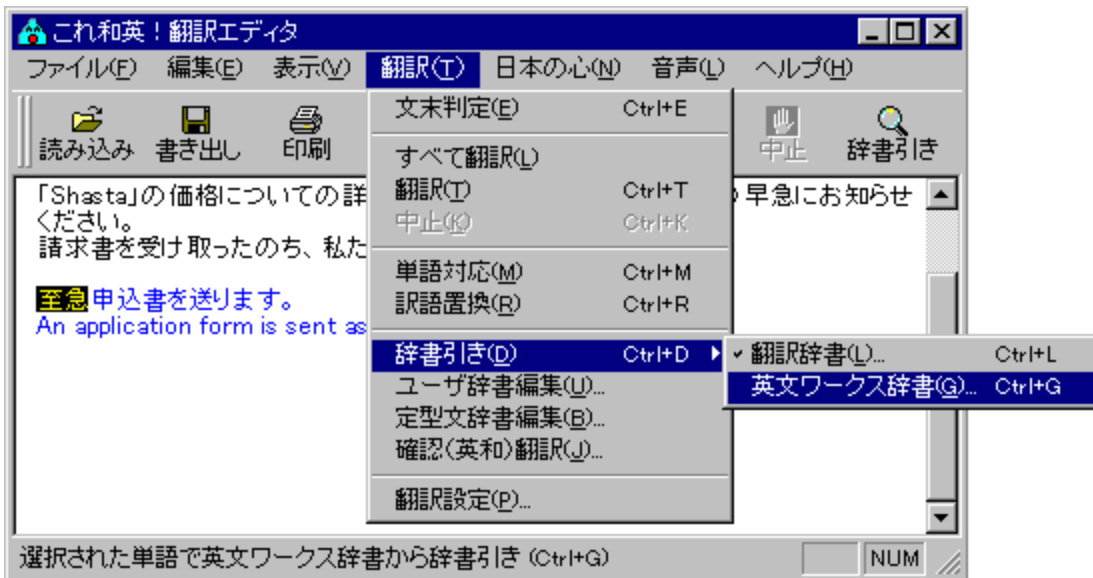 これ和英!翻訳エディタ
ファイル(F) 編集(E) 表示(V) 翻訳(T) 日本の心(N) 音声(L) ヘルプ(H)
読み込み 書き出し 印刷 中止 辞書引き
文末判定(E) Ctrl+E
すべて翻訳(L)
翻訳(T) Ctrl+T
中止(K) Ctrl+K
単語対応(M) Ctrl+M
訳語置換(R) Ctrl+R
辞書引き(D) Ctrl+D
ユーザ辞書編集(U)...
定型文辞書編集(B)...
確認(英和)翻訳(J)...
翻訳設定(P)...
翻訳辞書(L)... Ctrl+L
英文ワークス辞書(G)... Ctrl+G
「Shasta」の価格についての詳 早急にお知らせ
ください。
請求書を受け取ったのち、私た
至急申込書を送ります。
An application form is sent as
選択された単語で英文ワークス辞書から辞書引き (Ctrl+G) NUM